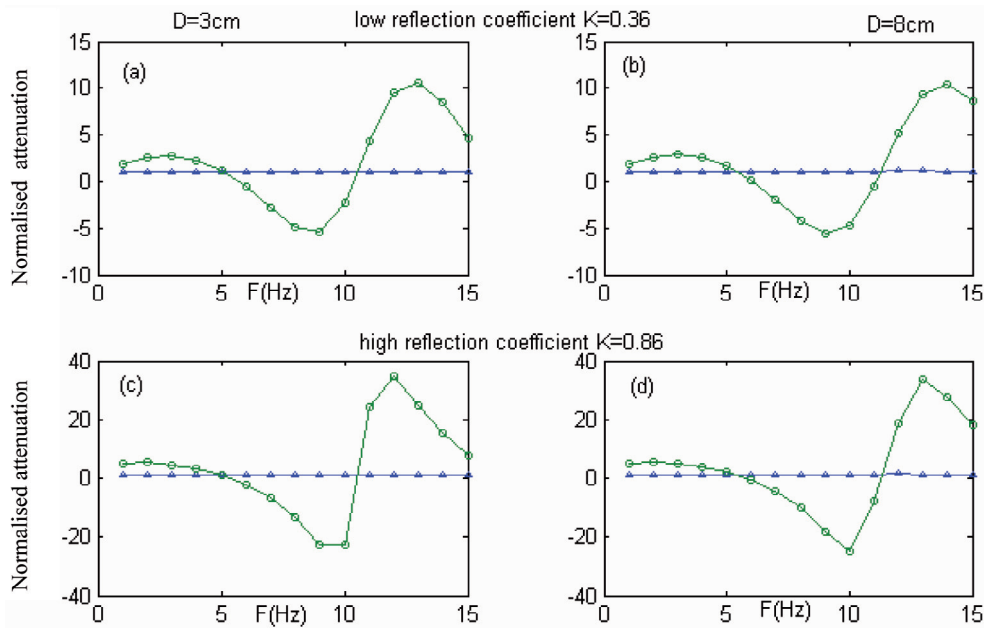 D=3cm
low reflection coefficient K=0.36
D=8cm
Normalised attenuation
15
10
5
0
-5
-10
(a)
0
5
10
15
F(Hz)
15
10
5
0
-5
-10
(b)
0
5
10
15
F(Hz)
high reflection coefficient K=0.86
Normalised attenuation
40
20
0
-20
-40
(c)
0
5
10
15
F(Hz)
40
20
0
-20
-40
(d)
0
5
10
15
F(Hz)